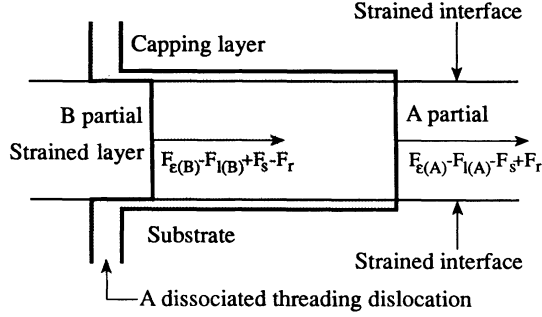 Strained interface
Capping layer
B partial
A partial
Strained layer
Fε(B)-Fl(B)+Fs-Fr
Fε(A)-Fl(A)-Fs+Fr
Substrate
Strained interface
A dissociated threading dislocation